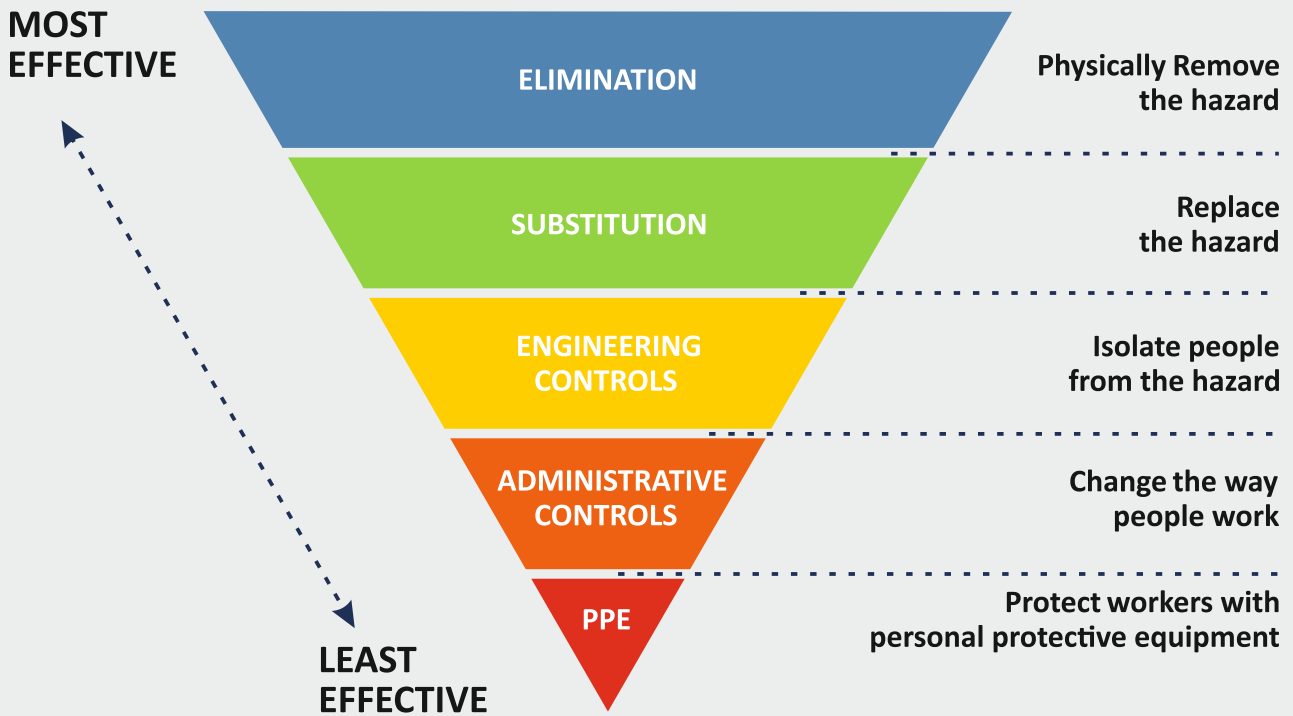 MOST
EFFECTIVE
ELIMINATION
Physically Remove
the hazard
SUBSTITUTION
Replace
the hazard
ENGINEERING
CONTROLS
Isolate people
from the hazard
ADMINISTRATIVE
CONTROLS
Change the way
people work
PPE
Protect workers with
personal protective equipment
LEAST
EFFECTIVE